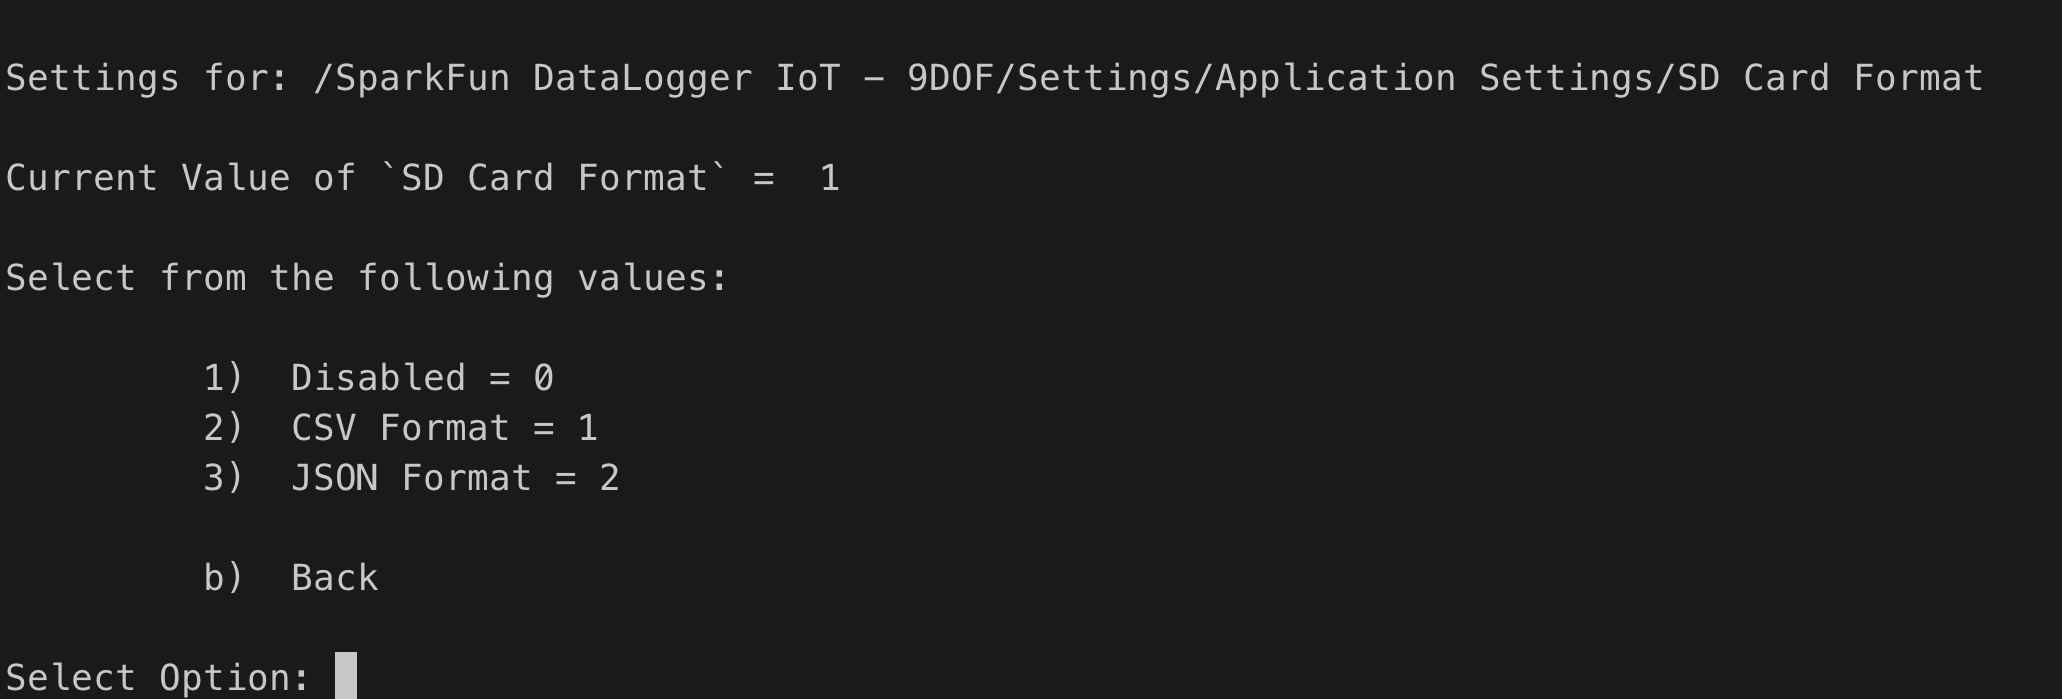 Settings for: /SparkFun DataLogger IoT – 9DOF/Settings/Application Settings/SD Card Format
Current Value of `SD Card Format` =  1
Select from the following values:
1)  Disabled = 0
2)  CSV Format = 1
3)  JSON Format = 2
b)  Back
Select Option: